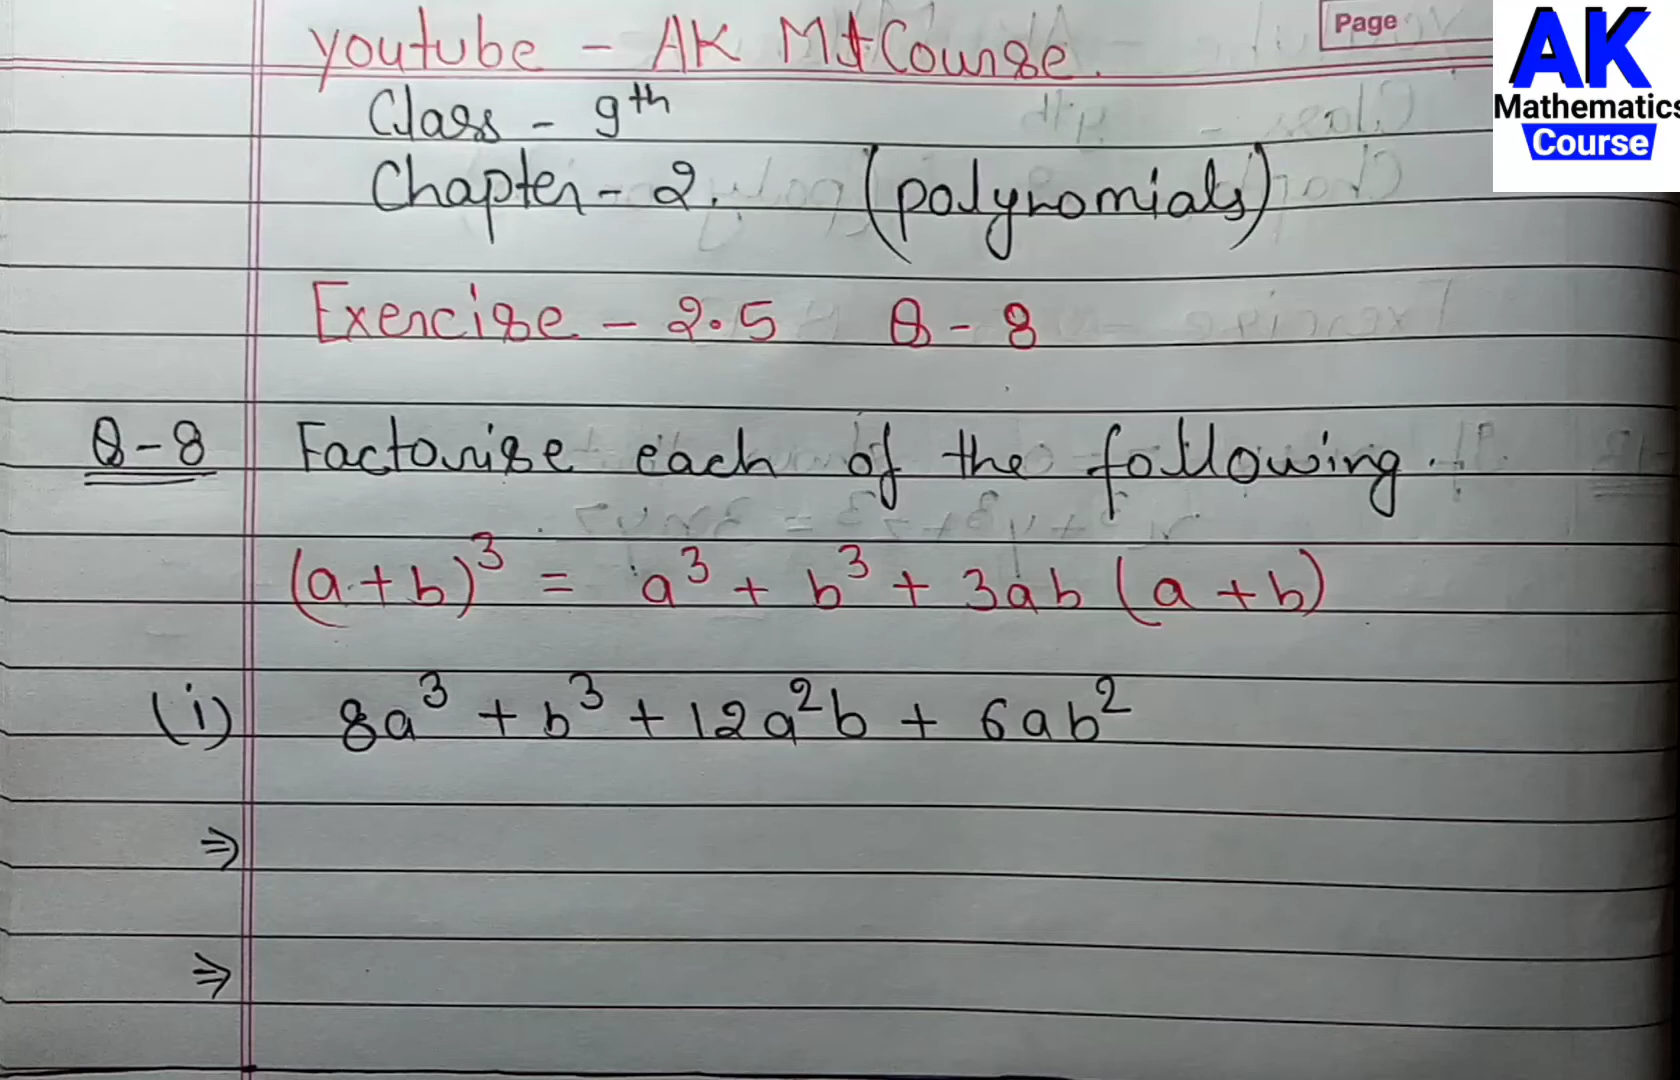 youtube - AK M Course.
Page
AK
Mathematics
Course
Class - 9th
Chapter - 2. (polynomials)
Exercise - 2.5 Q - 8
Q-8 Factorise each of the following.
(a+b)³ = a³ + b³ + 3ab (a + b)
(i) 8a³ + b³ + 12a²b + 6ab²
⇒
⇒